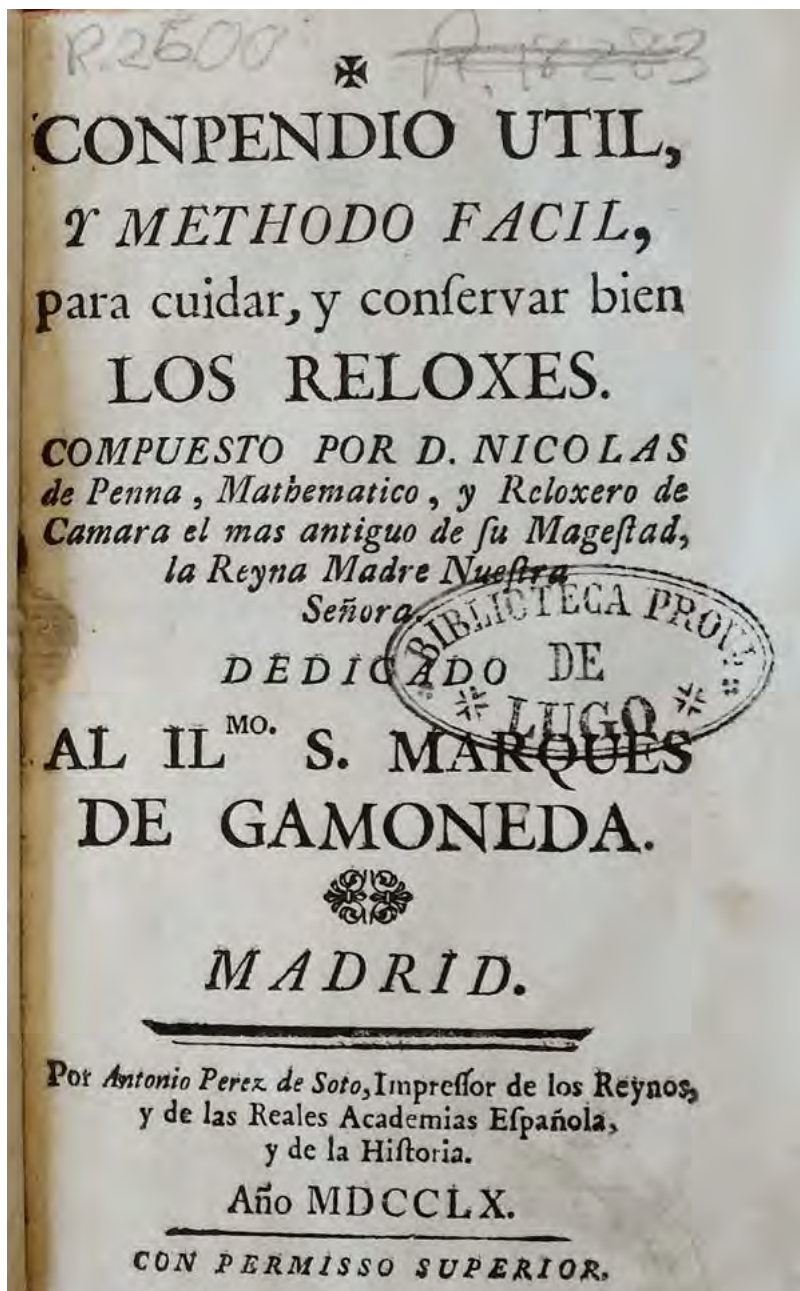 R.2600
R. 18283
✠
CONPENDIO UTIL,
Y METHODO FACIL,
para cuidar, y conſervar bien
LOS RELOXES.
COMPUESTO POR D. NICOLAS
de Penna, Mathematico, y Reloxero de
Camara el mas antiguo de ſu Mageſtad,
la Reyna Madre Nueſtra
Señora.
DEDICADO
AL ILMO. S. MARQUES
DE GAMONEDA.
MADRID.
Por Antonio Perez de Soto, Impreſſor de los Reynos,
y de las Reales Academias Eſpañola,
y de la Hiſtoria.
Año MDCCLX.
CON PERMISSO SUPERIOR.
BIBLIOTECA PROV.
DE
LUGO